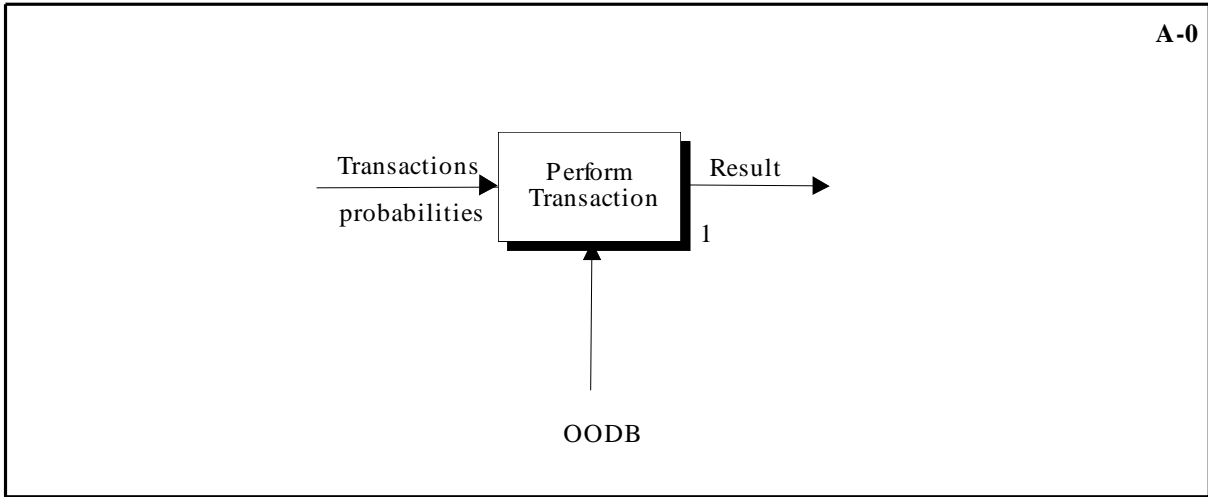 A-0
Transactions
probabilities
Perform
Transaction
Result
1
OODB